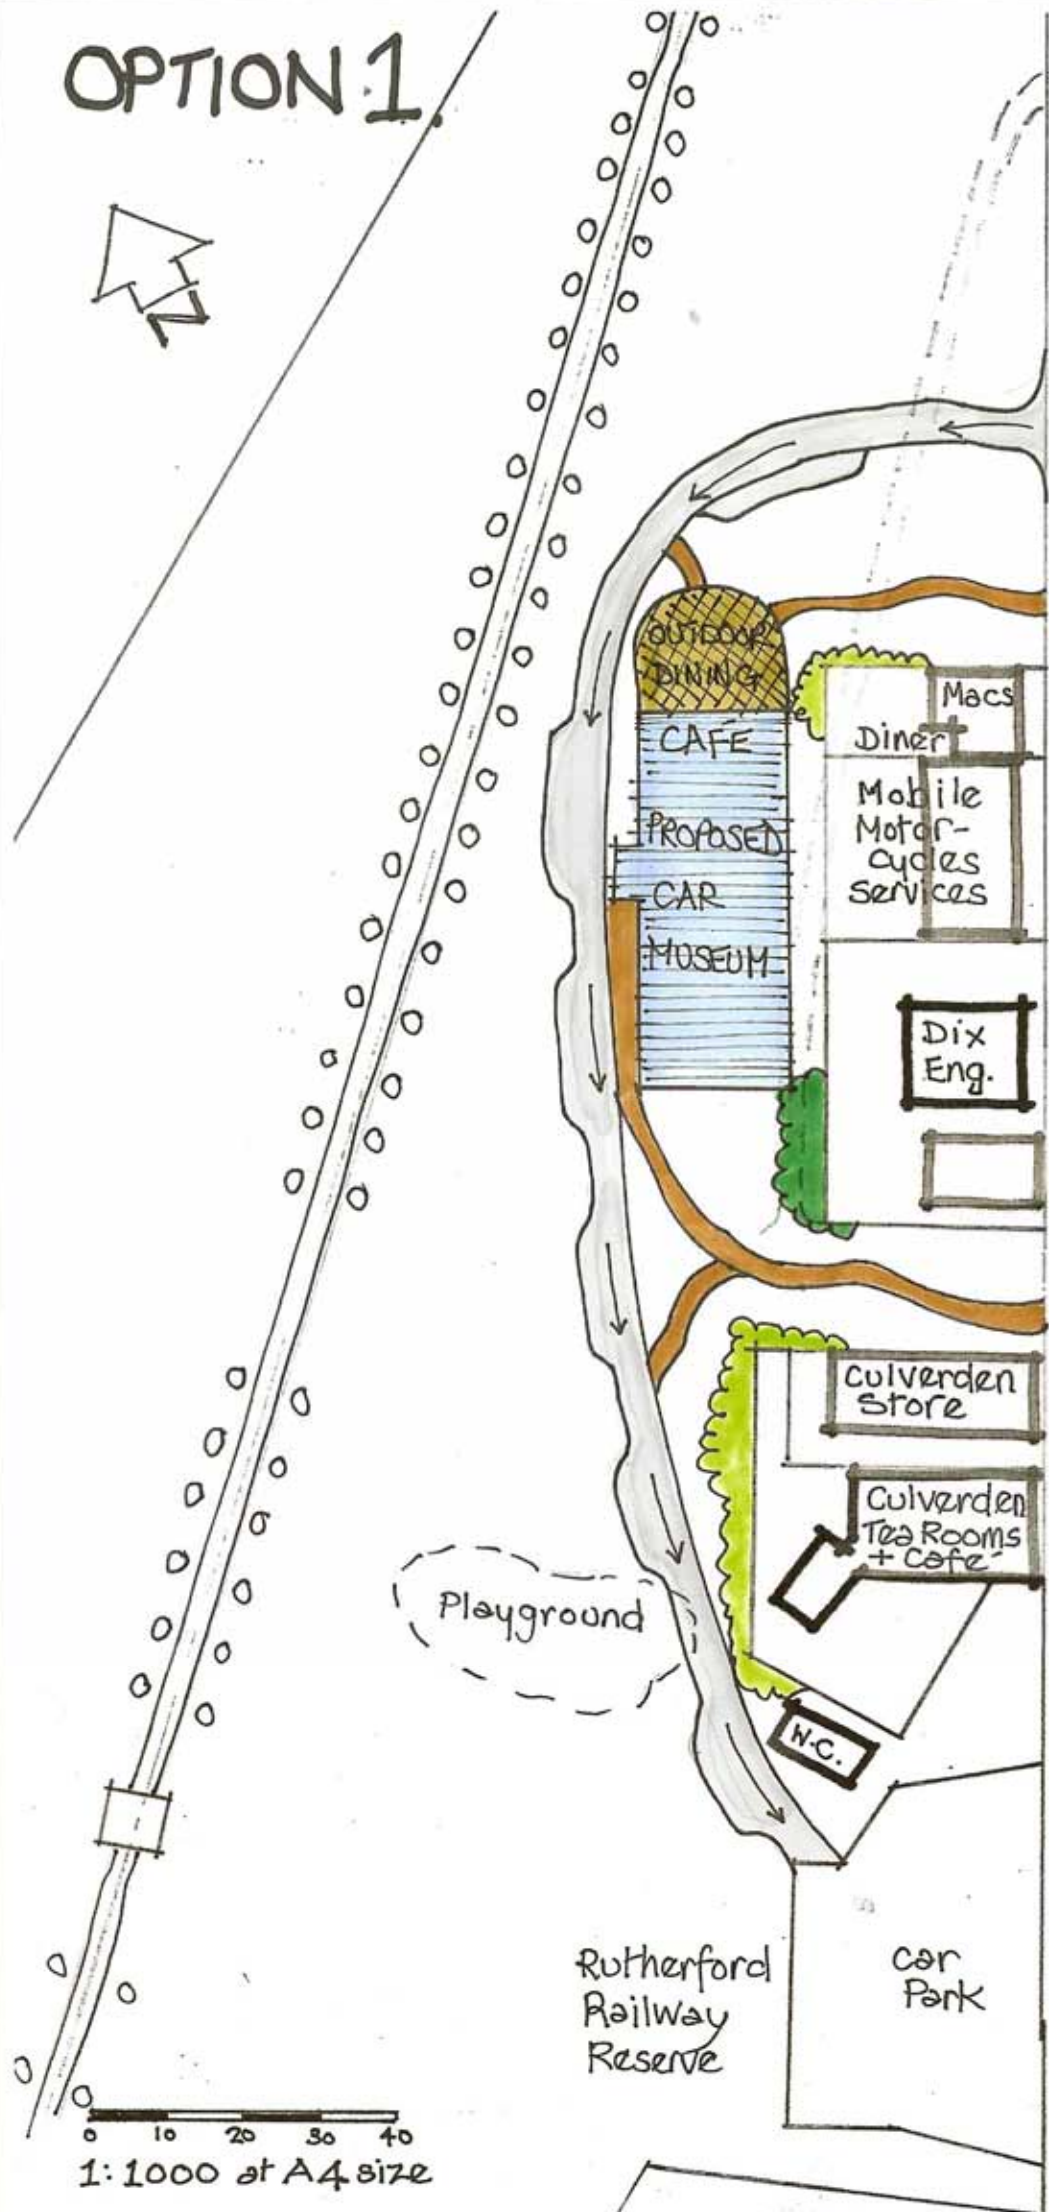 OPTION 1.
N
OUTDOOR
DINING
CAFÉ
PROPOSED
CAR
MUSEUM
Macs
Diner
Mobile
Motor-
cycles
Services
Dix
Eng.
Culverden
Store
Culverden
Tea Rooms
+ Cafe
Playground
W.C.
Rutherford
Railway
Reserve
Car
Park
0 10 20 30 40
1:1000 at A4 size